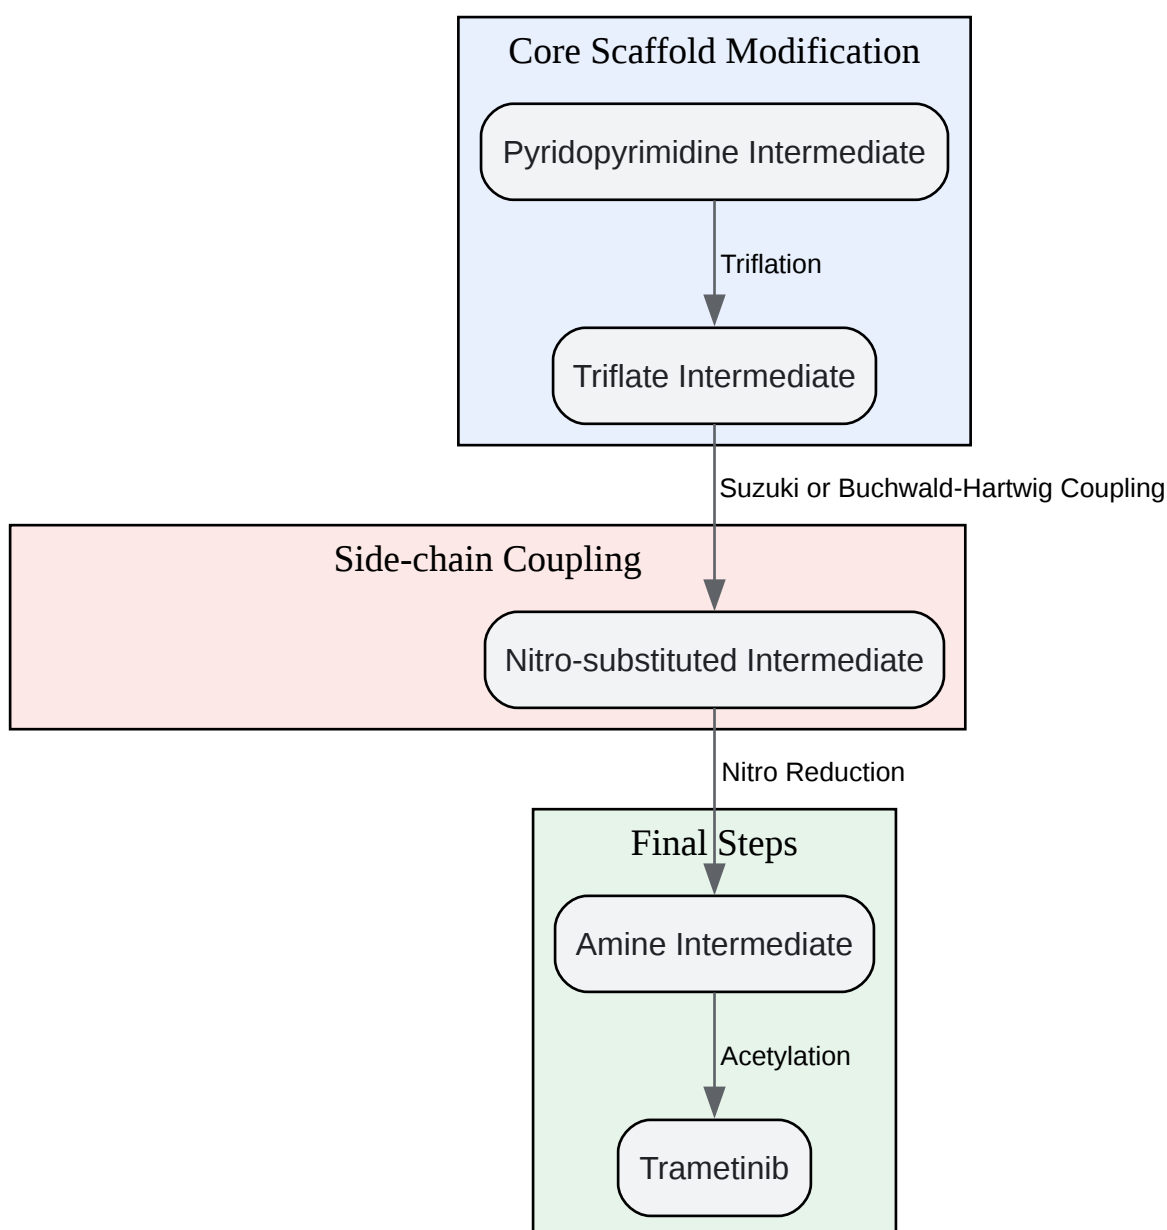 Core Scaffold Modification
Pyridopyrimidine Intermediate
Triflation
Triflate Intermediate
Suzuki or Buchwald-Hartwig Coupling
Side-chain Coupling
Nitro-substituted Intermediate
Nitro Reduction
Final Steps
Amine Intermediate
Acetylation
Trametinib